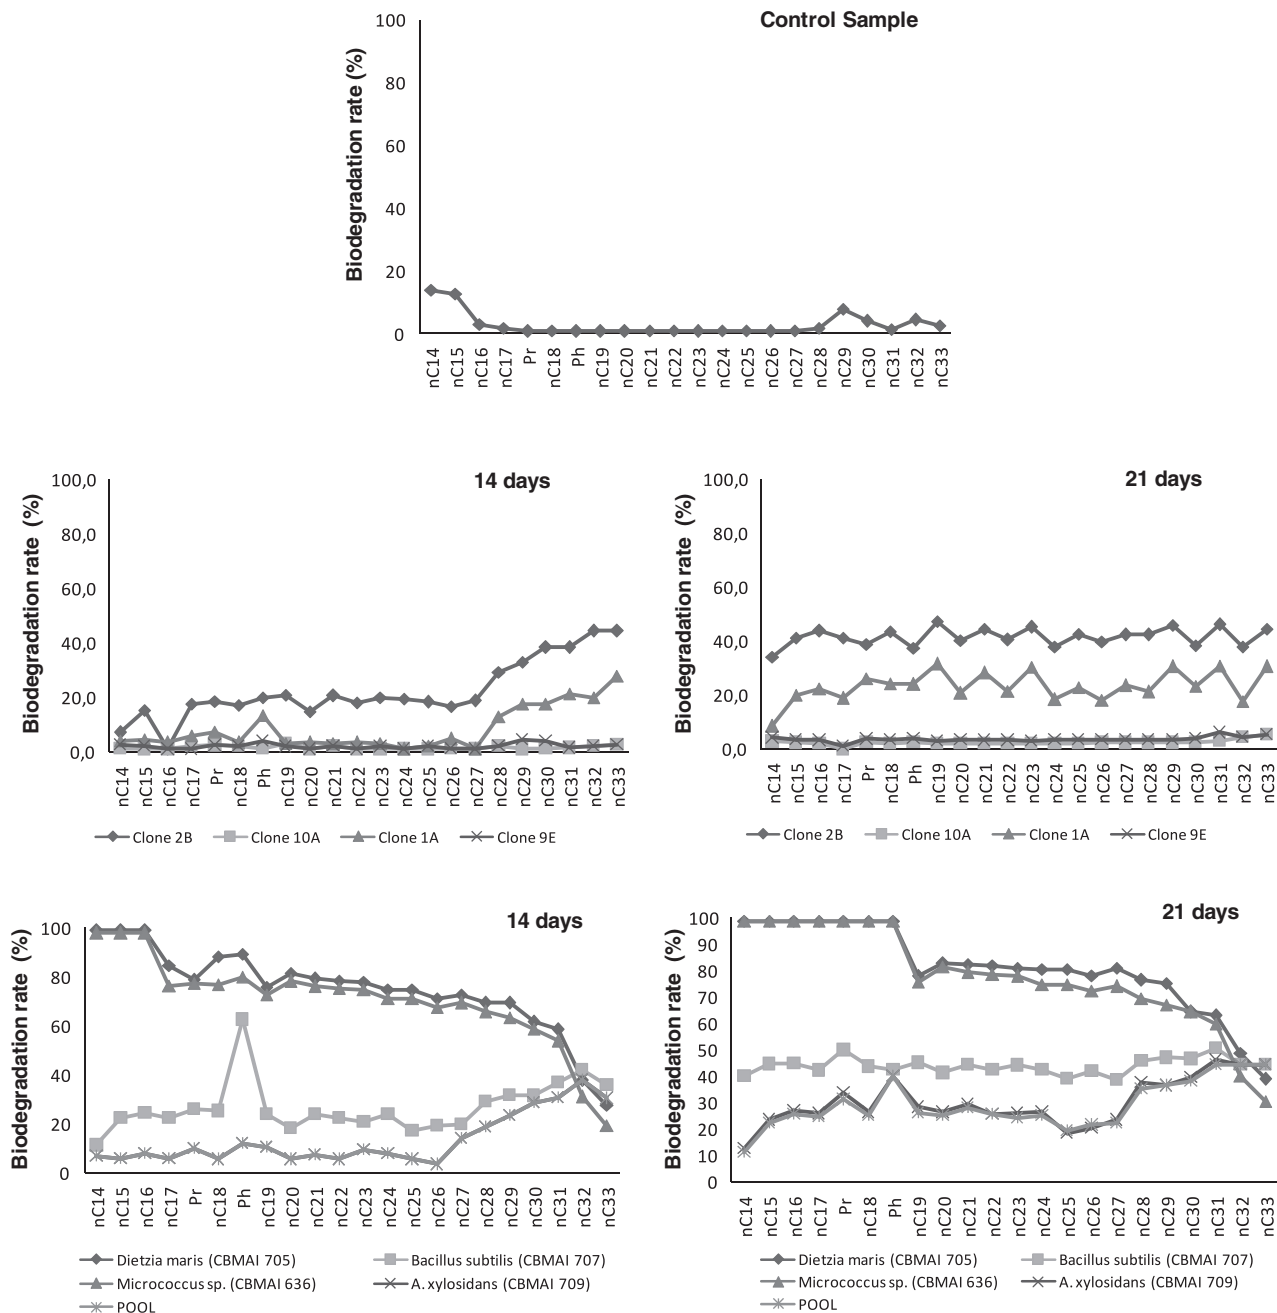 Control Sample
Biodegradation rate (%)
100
80
60
40
20
0
nC14 nC15 nC16 nC17 Pr nC18 Ph nC19 nC20 nC21 nC22 nC23 nC24 nC25 nC26 nC27 nC28 nC29 nC30 nC31 nC32 nC33
14 days
Biodegradation rate (%)
100,0
80,0
60,0
40,0
20,0
0,0
nC14 nC15 nC16 nC17 Pr nC18 Ph nC19 nC20 nC21 nC22 nC23 nC24 nC25 nC26 nC27 nC28 nC29 nC30 nC31 nC32 nC33
Clone 2B Clone 10A Clone 1A Clone 9E
21 days
Biodegradation rate (%)
100,0
80,0
60,0
40,0
20,0
0,0
nC14 nC15 nC16 nC17 Pr nC18 Ph nC19 nC20 nC21 nC22 nC23 nC24 nC25 nC26 nC27 nC28 nC29 nC30 nC31 nC32 nC33
Clone 2B Clone 10A Clone 1A Clone 9E
14 days
Biodegradation rate (%)
100
80
60
40
20
0
nC14 nC15 nC16 nC17 Pr nC18 Ph nC19 nC20 nC21 nC22 nC23 nC24 nC25 nC26 nC27 nC28 nC29 nC30 nC31 nC32 nC33
Dietzia maris (CBMAI 705) Bacillus subtilis (CBMAI 707)
Micrococcus sp. (CBMAI 636) A. xylosidans (CBMAI 709)
POOL
21 days
Biodegradation rate (%)
100
90
80
70
60
50
40
30
20
10
0
nC14 nC15 nC16 nC17 Pr nC18 Ph nC19 nC20 nC21 nC22 nC23 nC24 nC25 nC26 nC27 nC28 nC29 nC30 nC31 nC32 nC33
Dietzia maris (CBMAI 705) Bacillus subtilis (CBMAI 707)
Micrococcus sp. (CBMAI 636) A. xylosidans (CBMAI 709)
POOL